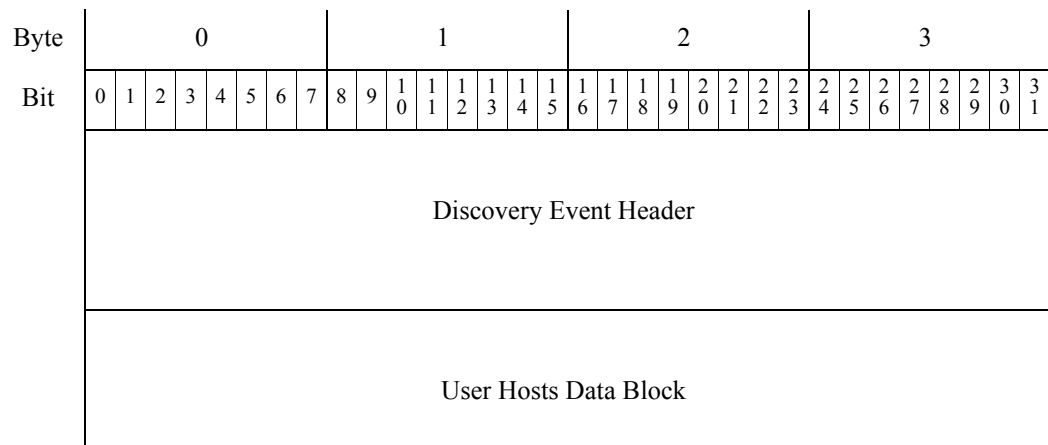 Byte 0 1 2 3
Bit 0 1 2 3 4 5 6 7 8 9 10 11 12 13 14 15 16 17 18 19 20 21 22 23 24 25 26 27 28 29 30 31
Discovery Event Header
User Hosts Data Block